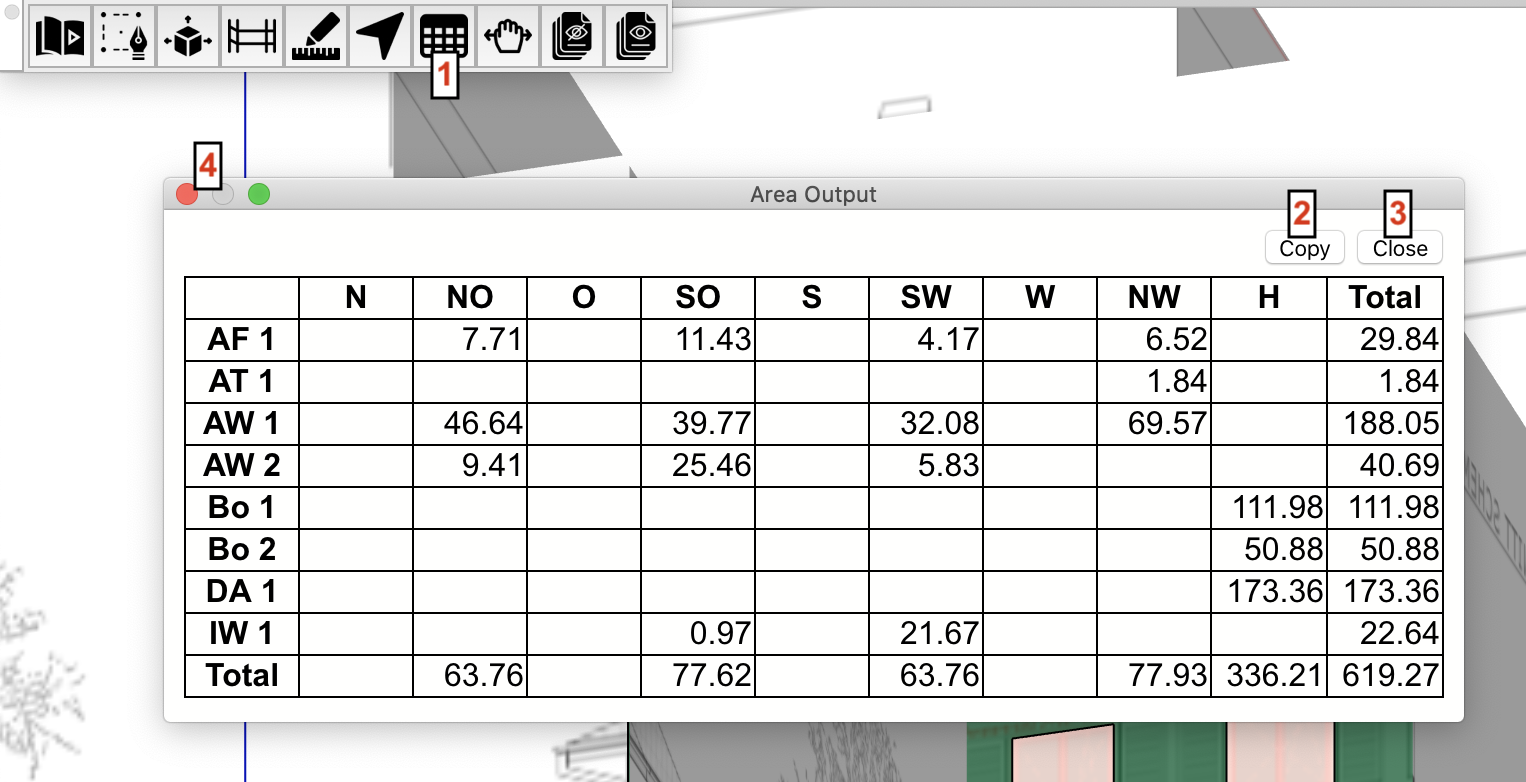 1
4
Area Output
2 3
Copy Close
N NO O SO S SW W NW H Total
AF 1 7.71 11.43 4.17 6.52 29.84
AT 1 1.84 1.84
AW 1 46.64 39.77 32.08 69.57 188.05
AW 2 9.41 25.46 5.83 40.69
Bo 1 111.98 111.98
Bo 2 50.88 50.88
DA 1 173.36 173.36
IW 1 0.97 21.67 22.64
Total 63.76 77.62 63.76 77.93 336.21 619.27